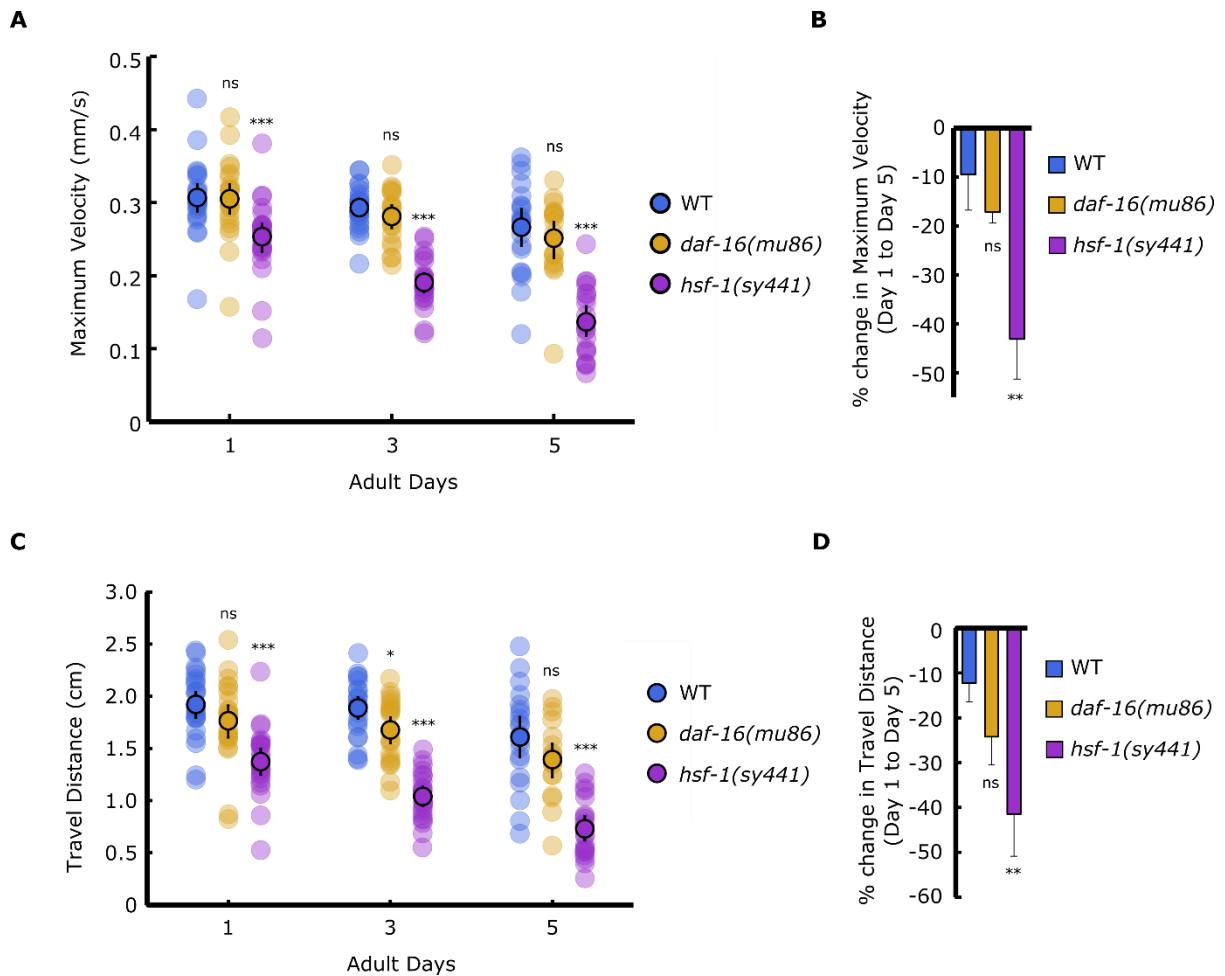 A
Maximum Velocity (mm/s)
0.5
0.4
0.3
0.2
0.1
0
ns
***
ns
***
ns
***
1
3
5
Adult Days
WT
daf-16(mu86)
hsf-1(sy441)
B
% change in Maximum Velocity
(Day 1 to Day 5)
0
-10
-20
-30
-40
-50
ns
**
WT
daf-16(mu86)
hsf-1(sy441)
C
Travel Distance (cm)
3.0
2.5
2.0
1.5
1.0
0.5
0
ns
***
*
***
ns
***
1
3
5
Adult Days
WT
daf-16(mu86)
hsf-1(sy441)
D
% change in Travel Distance
(Day 1 to Day 5)
0
-10
-20
-30
-40
-50
-60
ns
**
WT
daf-16(mu86)
hsf-1(sy441)